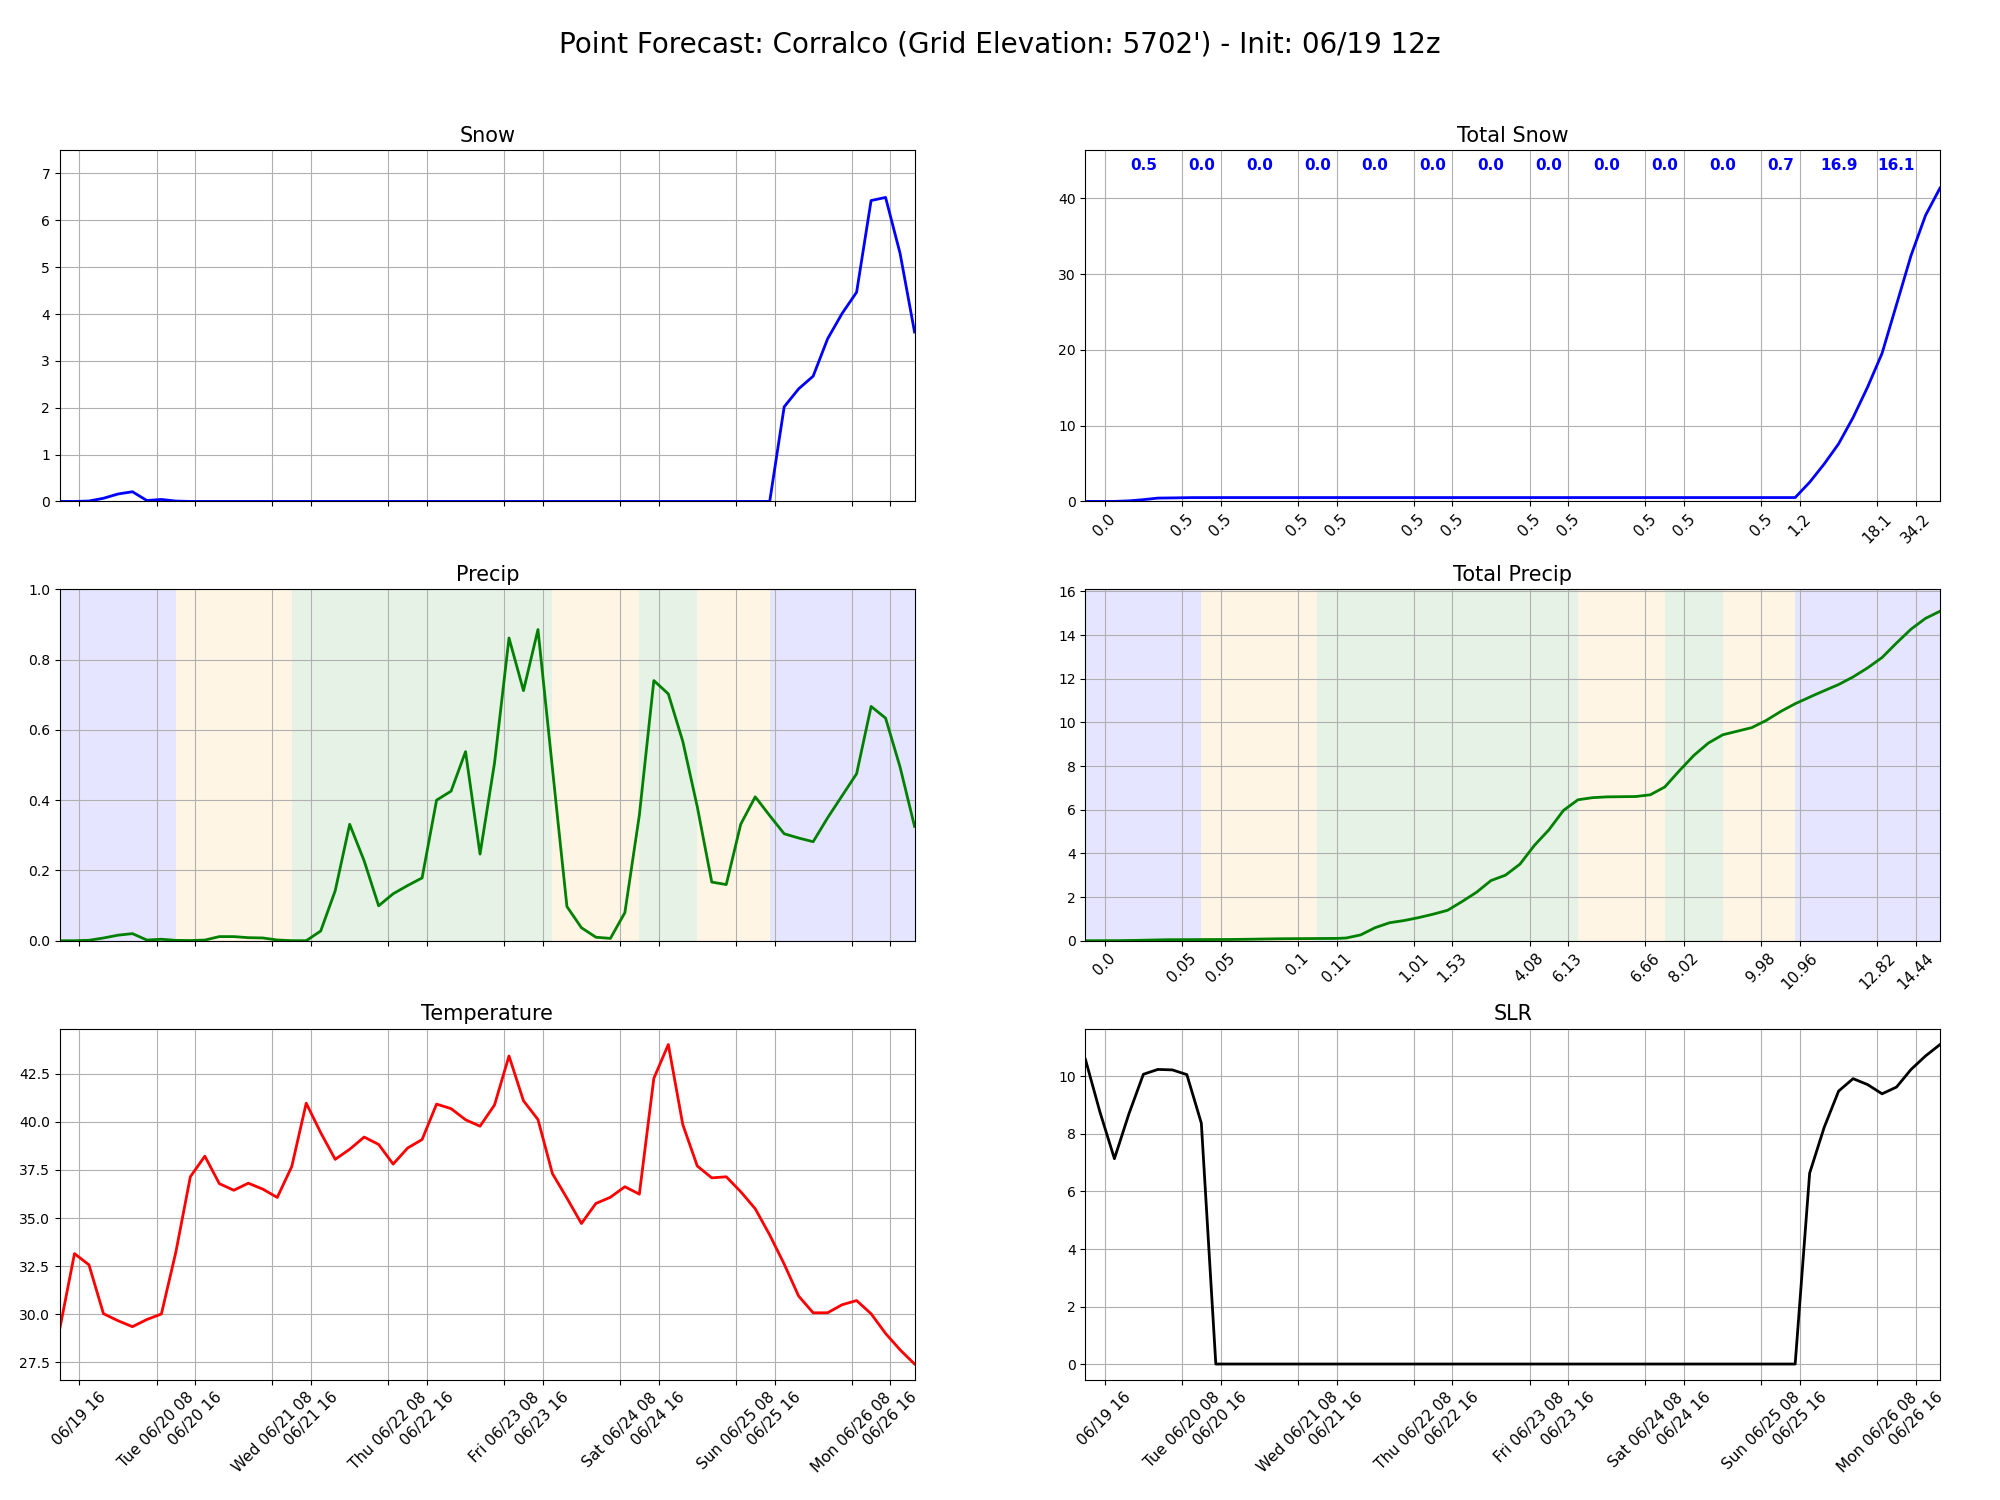 Point Forecast: Corralco (Grid Elevation: 5702') - Init: 06/19 12z
Snow
7
6
5
4
3
2
1
0
Total Snow
0.5 0.0 0.0 0.0 0.0 0.0 0.0 0.0 0.0 0.0 0.0 0.7 16.9 16.1
40
30
20
10
0
0.0 0.5 0.5 0.5 0.5 0.5 0.5 0.5 0.5 0.5 0.5 0.5 1.2 18.1 34.2
Precip
1.0
0.8
0.6
0.4
0.2
0.0
Total Precip
16
14
12
10
8
6
4
2
0
0.0 0.05 0.05 0.1 0.11 1.01 1.53 4.08 6.13 6.66 8.02 9.98 10.96 12.82 14.44
Temperature
42.5
40.0
37.5
35.0
32.5
30.0
27.5
06/19 16
Tue 06/20 08
06/20 16
Wed 06/21 08
06/21 16
Thu 06/22 08
06/22 16
Fri 06/23 08
06/23 16
Sat 06/24 08
06/24 16
Sun 06/25 08
06/25 16
Mon 06/26 08
06/26 16
SLR
10
8
6
4
2
0
06/19 16
Tue 06/20 08
06/20 16
Wed 06/21 08
06/21 16
Thu 06/22 08
06/22 16
Fri 06/23 08
06/23 16
Sat 06/24 08
06/24 16
Sun 06/25 08
06/25 16
Mon 06/26 08
06/26 16